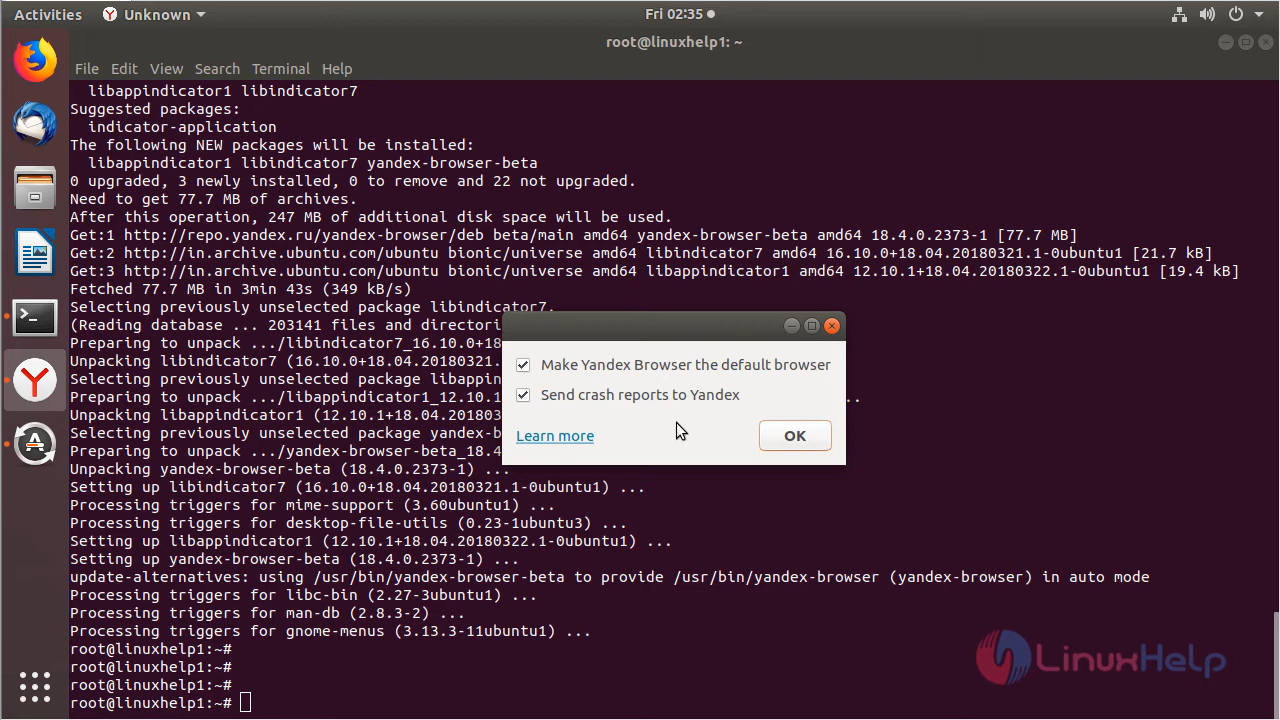 Activities Unknown Fri 02:35
root@linuxhelp1: ~
File Edit View Search Terminal Help
libappindicator1 libindicator7
Suggested packages:
indicator-application
The following NEW packages will be installed:
libappindicator1 libindicator7 yandex-browser-beta
0 upgraded, 3 newly installed, 0 to remove and 22 not upgraded.
Need to get 77.7 MB of archives.
After this operation, 247 MB of additional disk space will be used.
Get:1 http://repo.yandex.ru/yandex-browser/deb beta/main amd64 yandex-browser-beta amd64 18.4.0.2373-1 [77.7 MB]
Get:2 http://in.archive.ubuntu.com/ubuntu bionic/universe amd64 libindicator7 amd64 16.10.0+18.04.20180321.1-0ubuntu1 [21.7 kB]
Get:3 http://in.archive.ubuntu.com/ubuntu bionic/universe amd64 libappindicator1 amd64 12.10.1+18.04.20180322.1-0ubuntu1 [19.4 kB]
Fetched 77.7 MB in 3min 43s (349 kB/s)
Selecting previously unselected package libindicator7.
(Reading database ... 203141 files and directori
Preparing to unpack .../libindicator7_16.10.0+18
Unpacking libindicator7 (16.10.0+18.04.20180321.
Selecting previously unselected package libappin
Preparing to unpack .../libappindicator1_12.10.1 ..
Unpacking libappindicator1 (12.10.1+18.04.201803
Selecting previously unselected package yandex-b
Preparing to unpack .../yandex-browser-beta_18.4
Unpacking yandex-browser-beta (18.4.0.2373-1) ...
Setting up libindicator7 (16.10.0+18.04.20180321.1-0ubuntu1) ...
Processing triggers for mime-support (3.60ubuntu1) ...
Processing triggers for desktop-file-utils (0.23-1ubuntu3) ...
Setting up libappindicator1 (12.10.1+18.04.20180322.1-0ubuntu1) ...
Setting up yandex-browser-beta (18.4.0.2373-1) ...
update-alternatives: using /usr/bin/yandex-browser-beta to provide /usr/bin/yandex-browser (yandex-browser) in auto mode
Processing triggers for libc-bin (2.27-3ubuntu1) ...
Processing triggers for man-db (2.8.3-2) ...
Processing triggers for gnome-menus (3.13.3-11ubuntu1) ...
root@linuxhelp1:~#
root@linuxhelp1:~#
root@linuxhelp1:~#
root@linuxhelp1:~#
Make Yandex Browser the default browser
Send crash reports to Yandex
Learn more OK
LinuxHelp